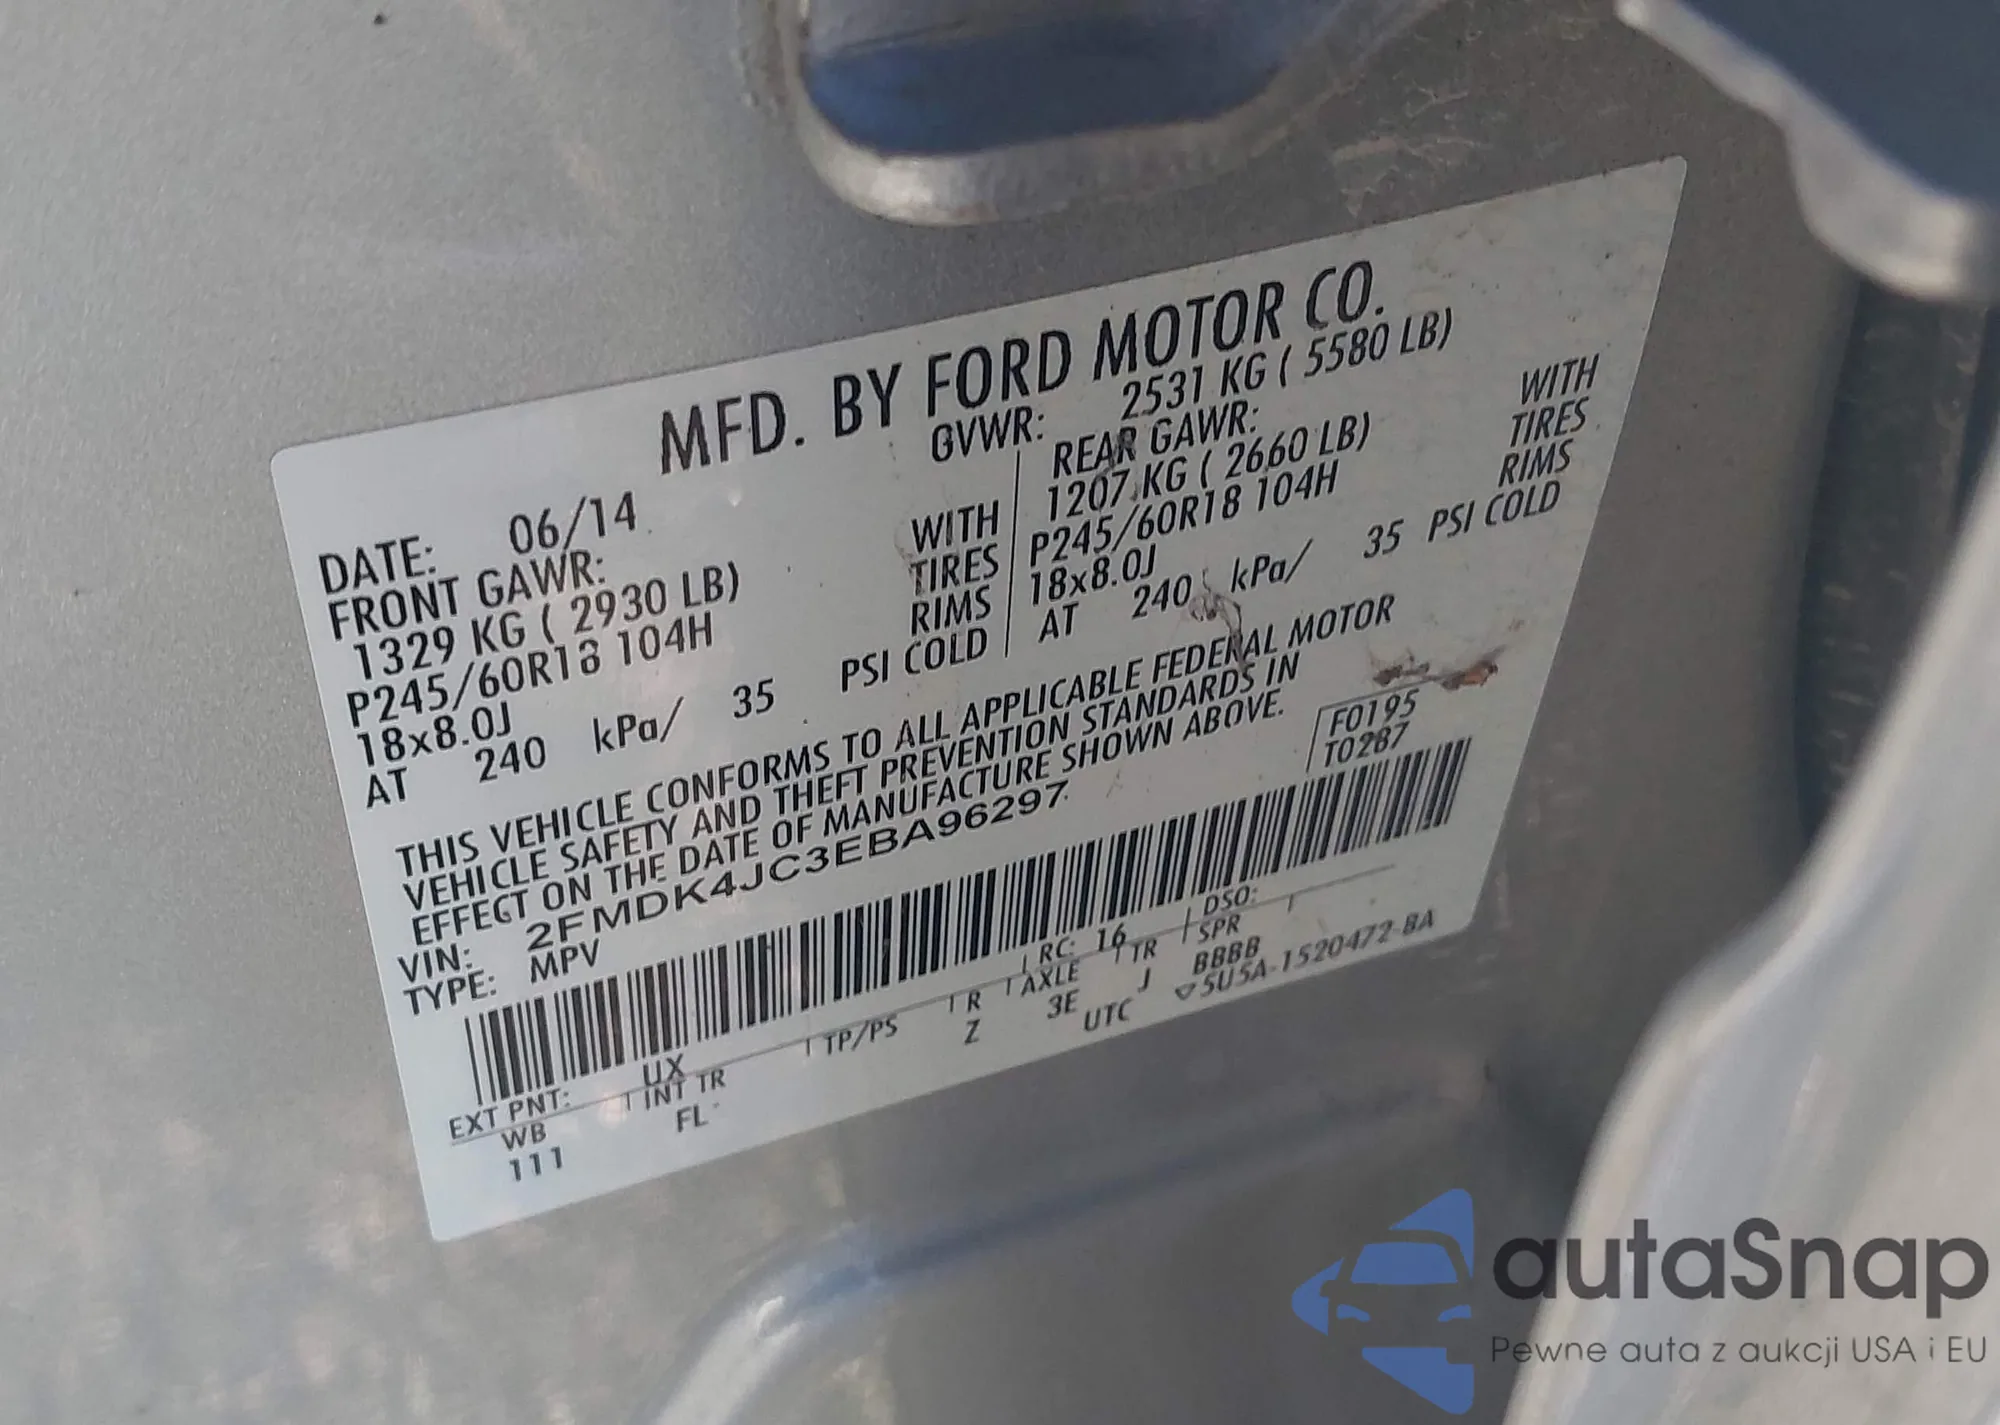 MFD. BY FORD MOTOR CO.
DATE: 06/14 GVWR: 2531 KG ( 5580 LB)
FRONT GAWR: REAR GAWR:
1329 KG ( 2930 LB) WITH 1207 KG ( 2660 LB) WITH
P245/60R18 104H TIRES P245/60R18 104H TIRES
18x8.0J RIMS 18x8.0J RIMS
AT 240 kPa/ 35 PSI COLD AT 240 kPa/ 35 PSI COLD
THIS VEHICLE CONFORMS TO ALL APPLICABLE FEDERAL MOTOR
VEHICLE SAFETY AND THEFT PREVENTION STANDARDS IN
EFFECT ON THE DATE OF MANUFACTURE SHOWN ABOVE.
VIN: 2FMDK4JC3EBA96297 F0195
TYPE: MPV T0287
EXT PNT: UX RC: 16 DSO:
WB INT TR TP/PS R AXLE TR SPR
111 FL Z 3E J BBBB
UTC ▽5U5A-1520472-BA
autaSnap
Pewne auta z aukcji USA i EU